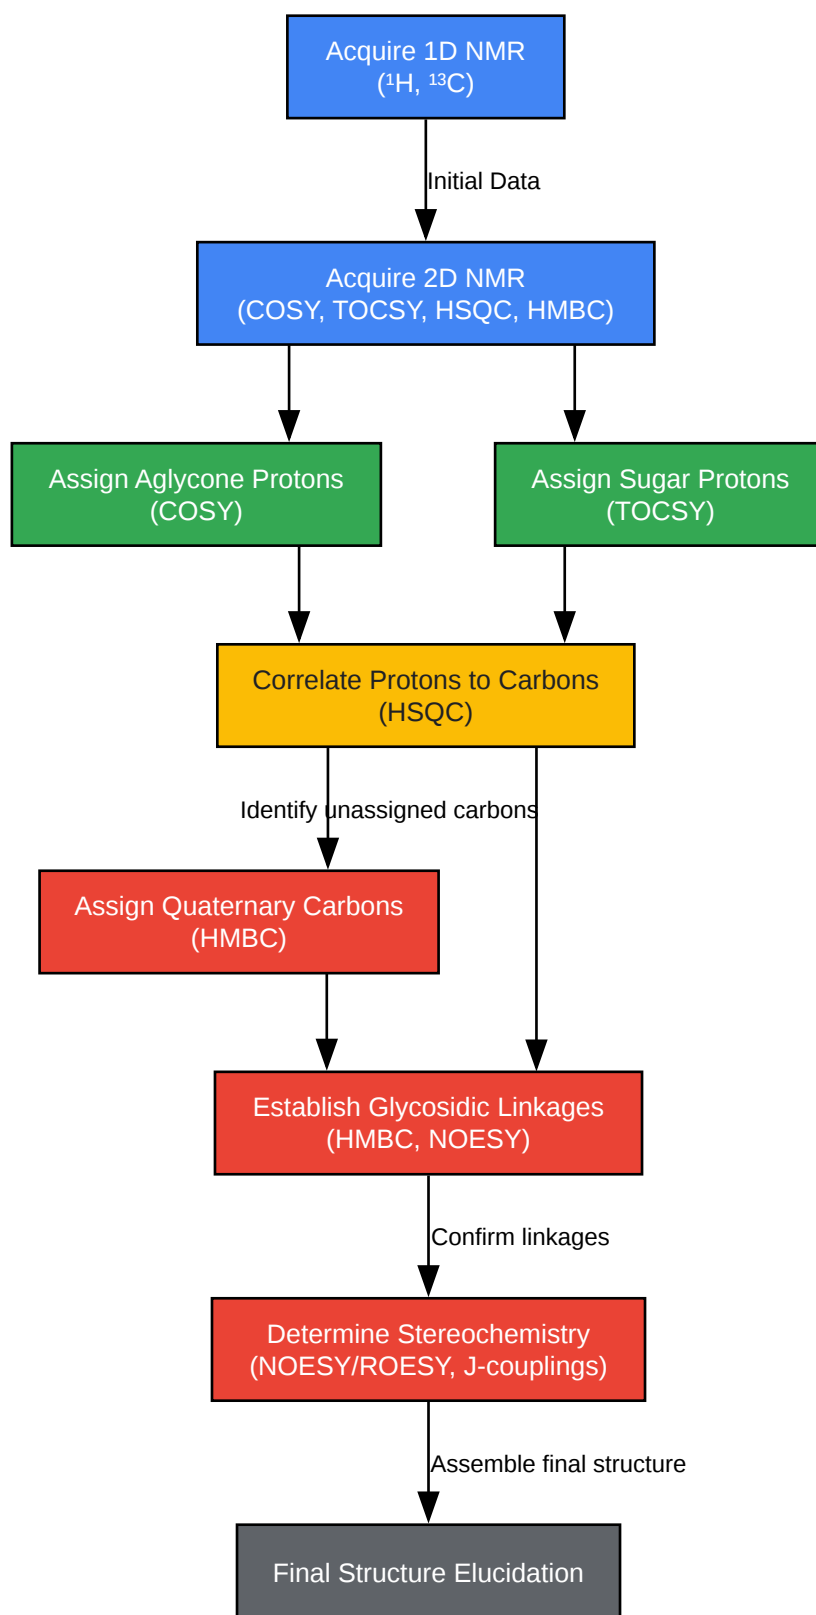 Acquire 1D NMR
(¹H, ¹³C)
Initial Data
Acquire 2D NMR
(COSY, TOCSY, HSQC, HMBC)
Assign Aglycone Protons
(COSY)
Assign Sugar Protons
(TOCSY)
Correlate Protons to Carbons
(HSQC)
Identify unassigned carbons
Assign Quaternary Carbons
(HMBC)
Establish Glycosidic Linkages
(HMBC, NOESY)
Confirm linkages
Determine Stereochemistry
(NOESY/ROESY, J-couplings)
Assemble final structure
Final Structure Elucidation